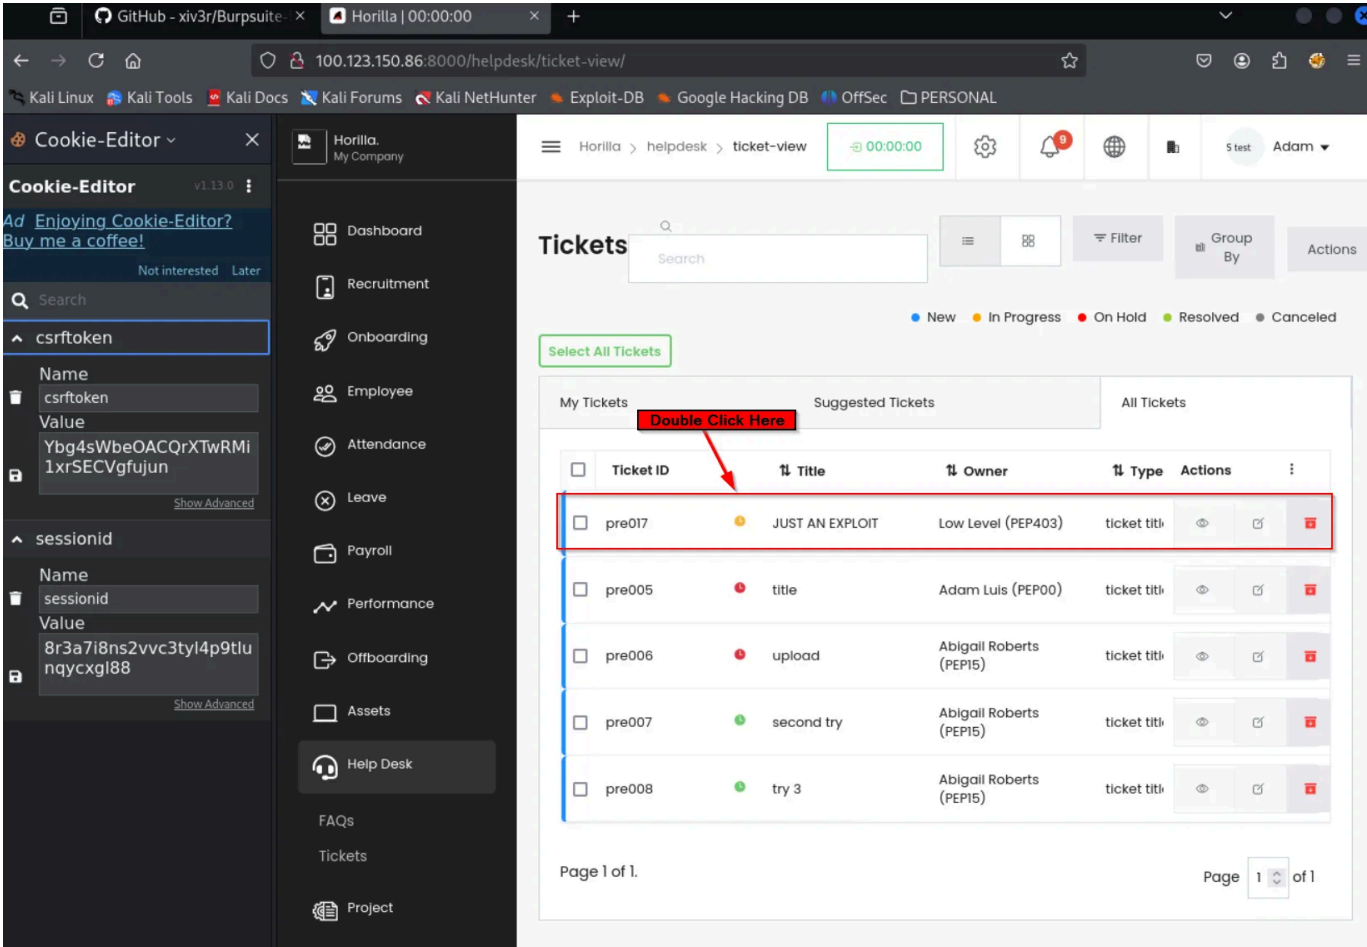 GitHub - xiv3r/Burpsuite-
Horilla | 00:00:00
100.123.150.86:8000/helpdesk/ticket-view/
Kali Linux
Kali Tools
Kali Docs
Kali Forums
Kali NetHunter
Exploit-DB
Google Hacking DB
OffSec
PERSONAL
Cookie-Editor
Cookie-Editor
v1.13.0
Ad Enjoying Cookie-Editor?
Buy me a coffee!
Not interested Later
Search
csrftoken
Name
csrftoken
Value
Ybg4sWbeOACQrXTwRMi
1xrSECVgfujun
Show Advanced
sessionid
Name
sessionid
Value
8r3a7i8ns2vvc3tyl4p9tlu
nqycxgl88
Show Advanced
Horilla.
My Company
Dashboard
Recruitment
Onboarding
Employee
Attendance
Leave
Payroll
Performance
Offboarding
Assets
Help Desk
FAQs
Tickets
Project
Horilla > helpdesk > ticket-view
00:00:00
9
S test
Adam
Tickets
Search
Filter
Group
By
Actions
New
In Progress
On Hold
Resolved
Canceled
Select All Tickets
My Tickets
Suggested Tickets
All Tickets
Double Click Here
Ticket ID
Title
Owner
Type
Actions
pre017
JUST AN EXPLOIT
Low Level (PEP403)
ticket titl
pre005
title
Adam Luis (PEP00)
ticket titl
pre006
upload
Abigail Roberts
(PEP15)
ticket titl
pre007
second try
Abigail Roberts
(PEP15)
ticket titl
pre008
try 3
Abigail Roberts
(PEP15)
ticket titl
Page 1 of 1.
Page 1 of 1